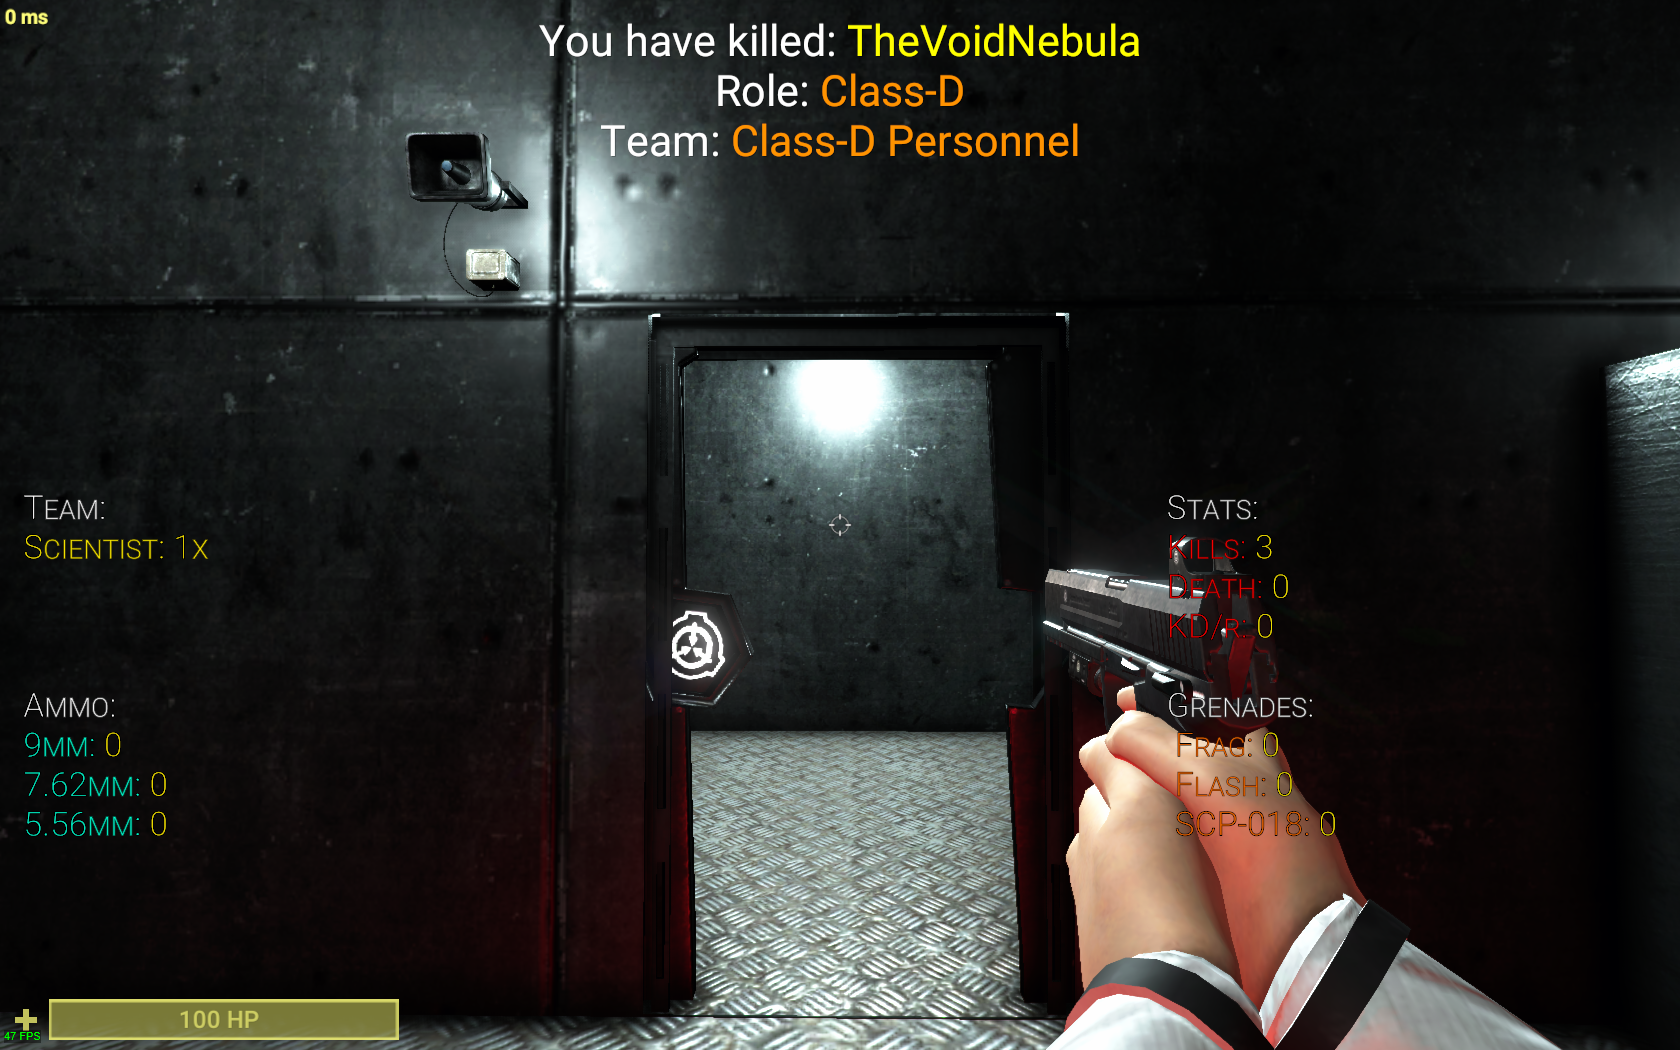 0 ms
You have killed: TheVoidNebula
Role: Class-D
Team: Class-D Personnel
Team:
Scientist: 1x
Ammo:
9mm: 0
7.62mm: 0
5.56mm: 0
Stats:
Kills: 3
Death: 0
KD/r: 0
Grenades:
Frag: 0
Flash: 0
SCP-018: 0
100 HP
47 FPS